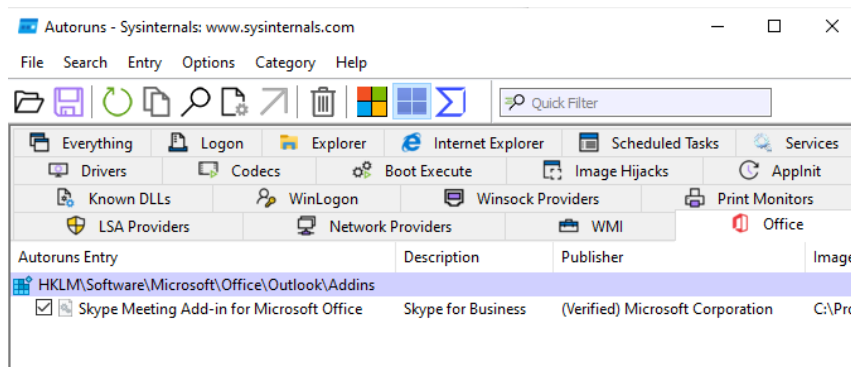 Autoruns - Sysinternals: www.sysinternals.com
File Search Entry Options Category Help
Quick Filter
Everything Logon Explorer Internet Explorer Scheduled Tasks Services
Drivers Codecs Boot Execute Image Hijacks AppInit
Known DLLs WinLogon Winsock Providers Print Monitors
LSA Providers Network Providers WMI Office
Autoruns Entry Description Publisher Image
HKLM\Software\Microsoft\Office\Outlook\Addins
Skype Meeting Add-in for Microsoft Office Skype for Business (Verified) Microsoft Corporation C:\Pro